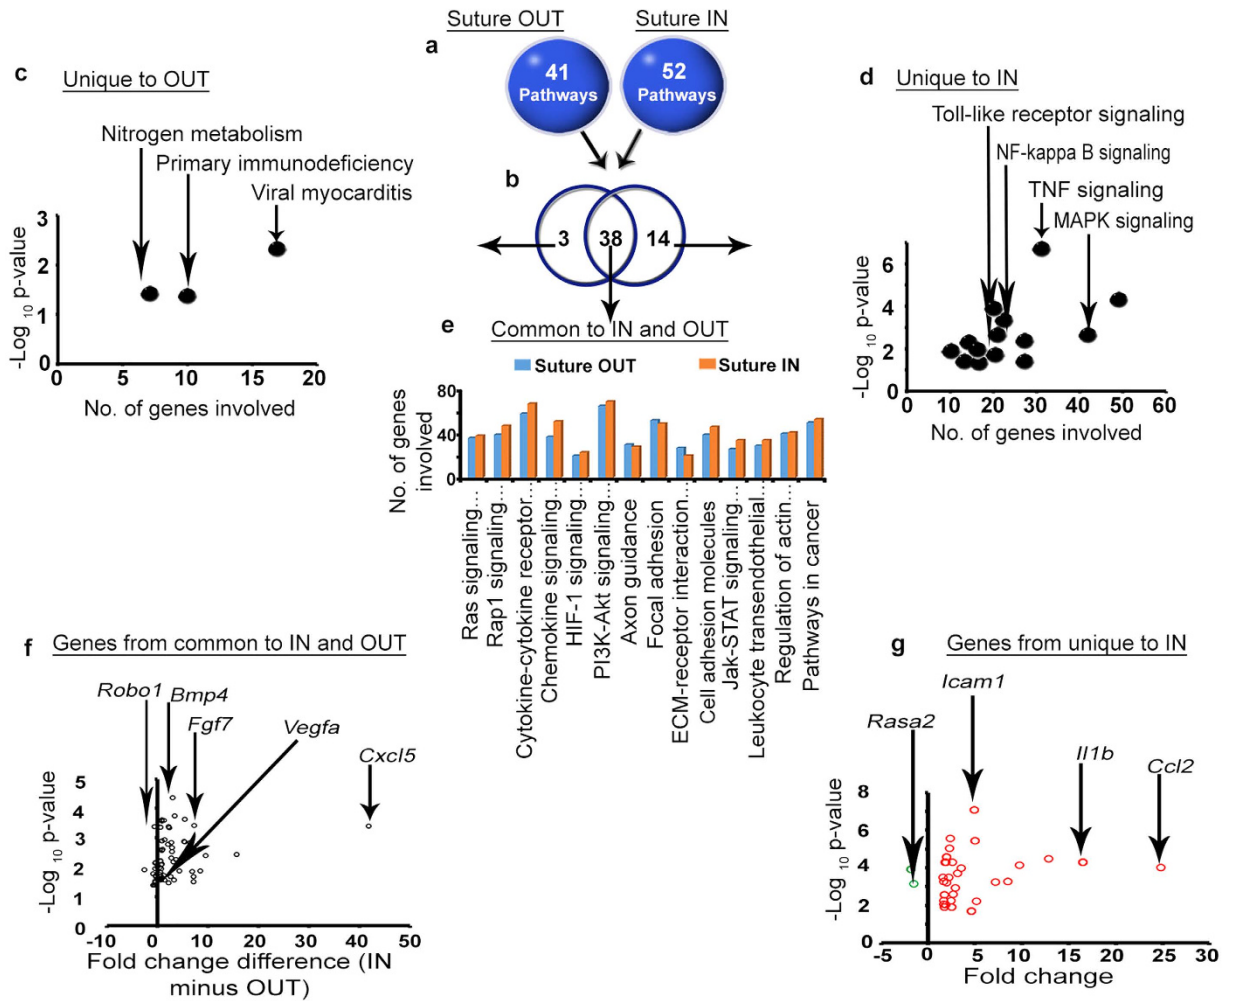 Suture OUT
Suture IN
a
41
Pathways
52
Pathways
b
3
38
14
c
Unique to OUT
Nitrogen metabolism
Primary immunodeficiency
Viral myocarditis
-Log 10 p-value
3
2
1
0
0
5
10
15
20
No. of genes involved
d
Unique to IN
Toll-like receptor signaling
NF-kappa B signaling
TNF signaling
MAPK signaling
-Log 10 p-value
6
4
2
0
0
10
20
30
40
50
60
No. of genes involved
e
Common to IN and OUT
Suture OUT
Suture IN
No. of genes
involved
80
40
0
Ras signaling…
Rap1 signaling…
Cytokine-cytokine receptor…
Chemokine signaling…
HIF-1 signaling…
PI3K-Akt signaling…
Axon guidance
Focal adhesion
ECM-receptor interaction…
Cell adhesion molecules
Jak-STAT signaling…
Leukocyte transendothelial…
Regulation of actin…
Pathways in cancer
f
Genes from common to IN and OUT
Robo1
Bmp4
Fgf7
Vegfa
Cxcl5
-Log 10 p-value
5
4
3
2
1
0
-10
0
10
20
30
40
50
Fold change difference (IN
minus OUT)
g
Genes from unique to IN
Icam1
Rasa2
Il1b
Ccl2
-Log 10 p-value
8
6
4
2
0
-5
0
5
10
15
20
25
30
Fold change